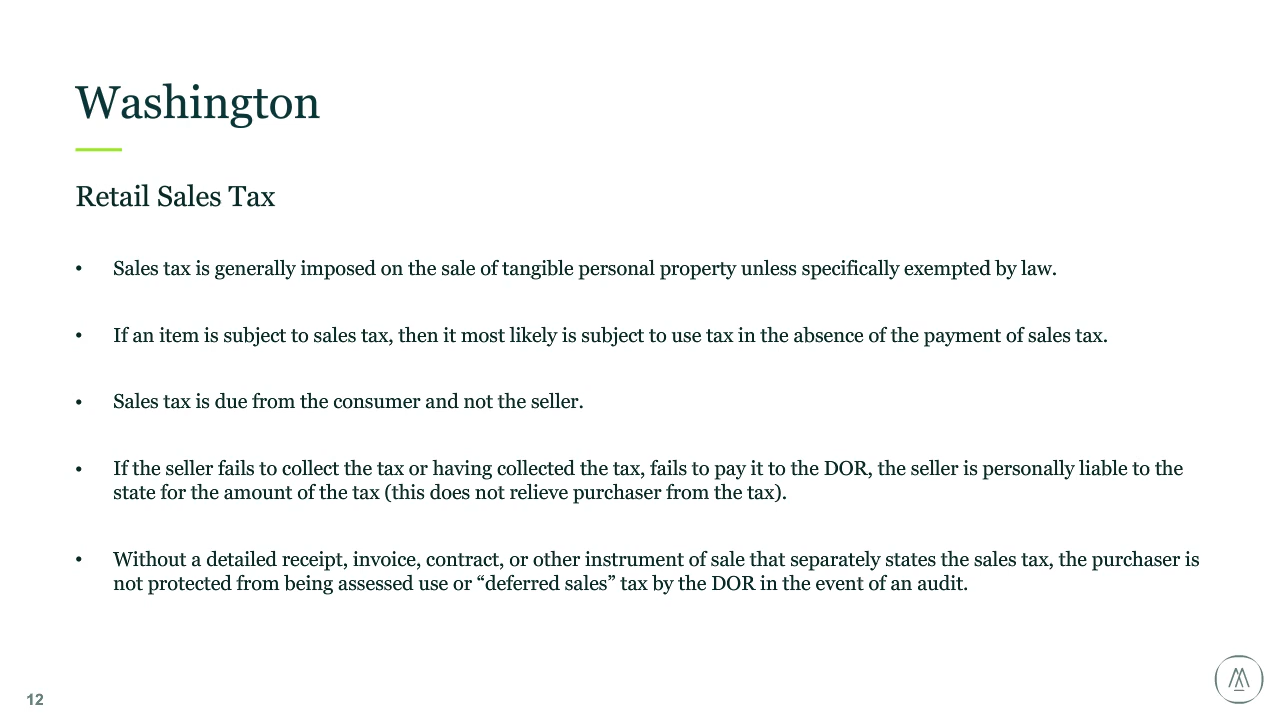 Washington
Retail Sales Tax
• Sales tax is generally imposed on the sale of tangible personal property unless specifically exempted by law.
• If an item is subject to sales tax, then it most likely is subject to use tax in the absence of the payment of sales tax.
• Sales tax is due from the consumer and not the seller.
• If the seller fails to collect the tax or having collected the tax, fails to pay it to the DOR, the seller is personally liable to the
state for the amount of the tax (this does not relieve purchaser from the tax).
• Without a detailed receipt, invoice, contract, or other instrument of sale that separately states the sales tax, the purchaser is
not protected from being assessed use or “deferred sales” tax by the DOR in the event of an audit.
12